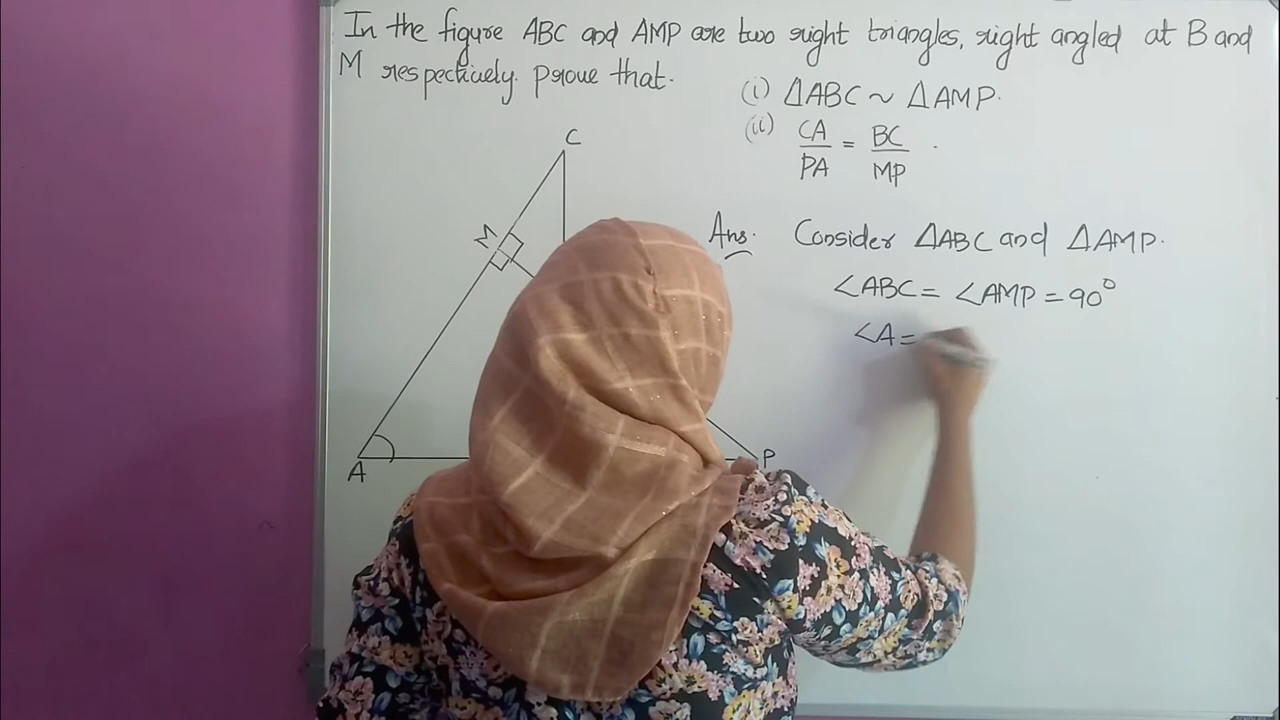 In the figure ABC and AMP are two right triangles, right angled at B and
M respectively. prove that.
(i) ΔABC ~ ΔAMP.
(ii) CA/PA = BC/MP.
C
M
Ans. Consider ΔABC and ΔAMP.
∠ABC = ∠AMP = 90°
∠A =
A
P